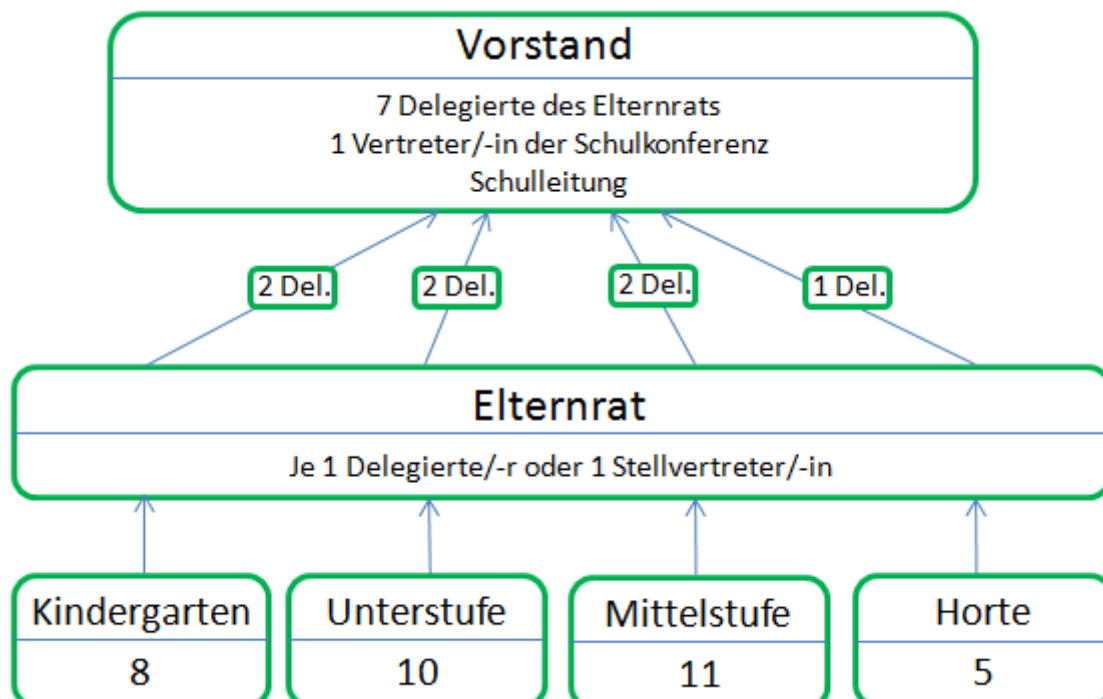 Vorstand
7 Delegierte des Elternrats
1 Vertreter/-in der Schulkonferenz
Schulleitung
2 Del.
2 Del.
2 Del.
1 Del.
Elternrat
Je 1 Delegierte/-r oder 1 Stellvertreter/-in
Kindergarten
8
Unterstufe
10
Mittelstufe
11
Horte
5